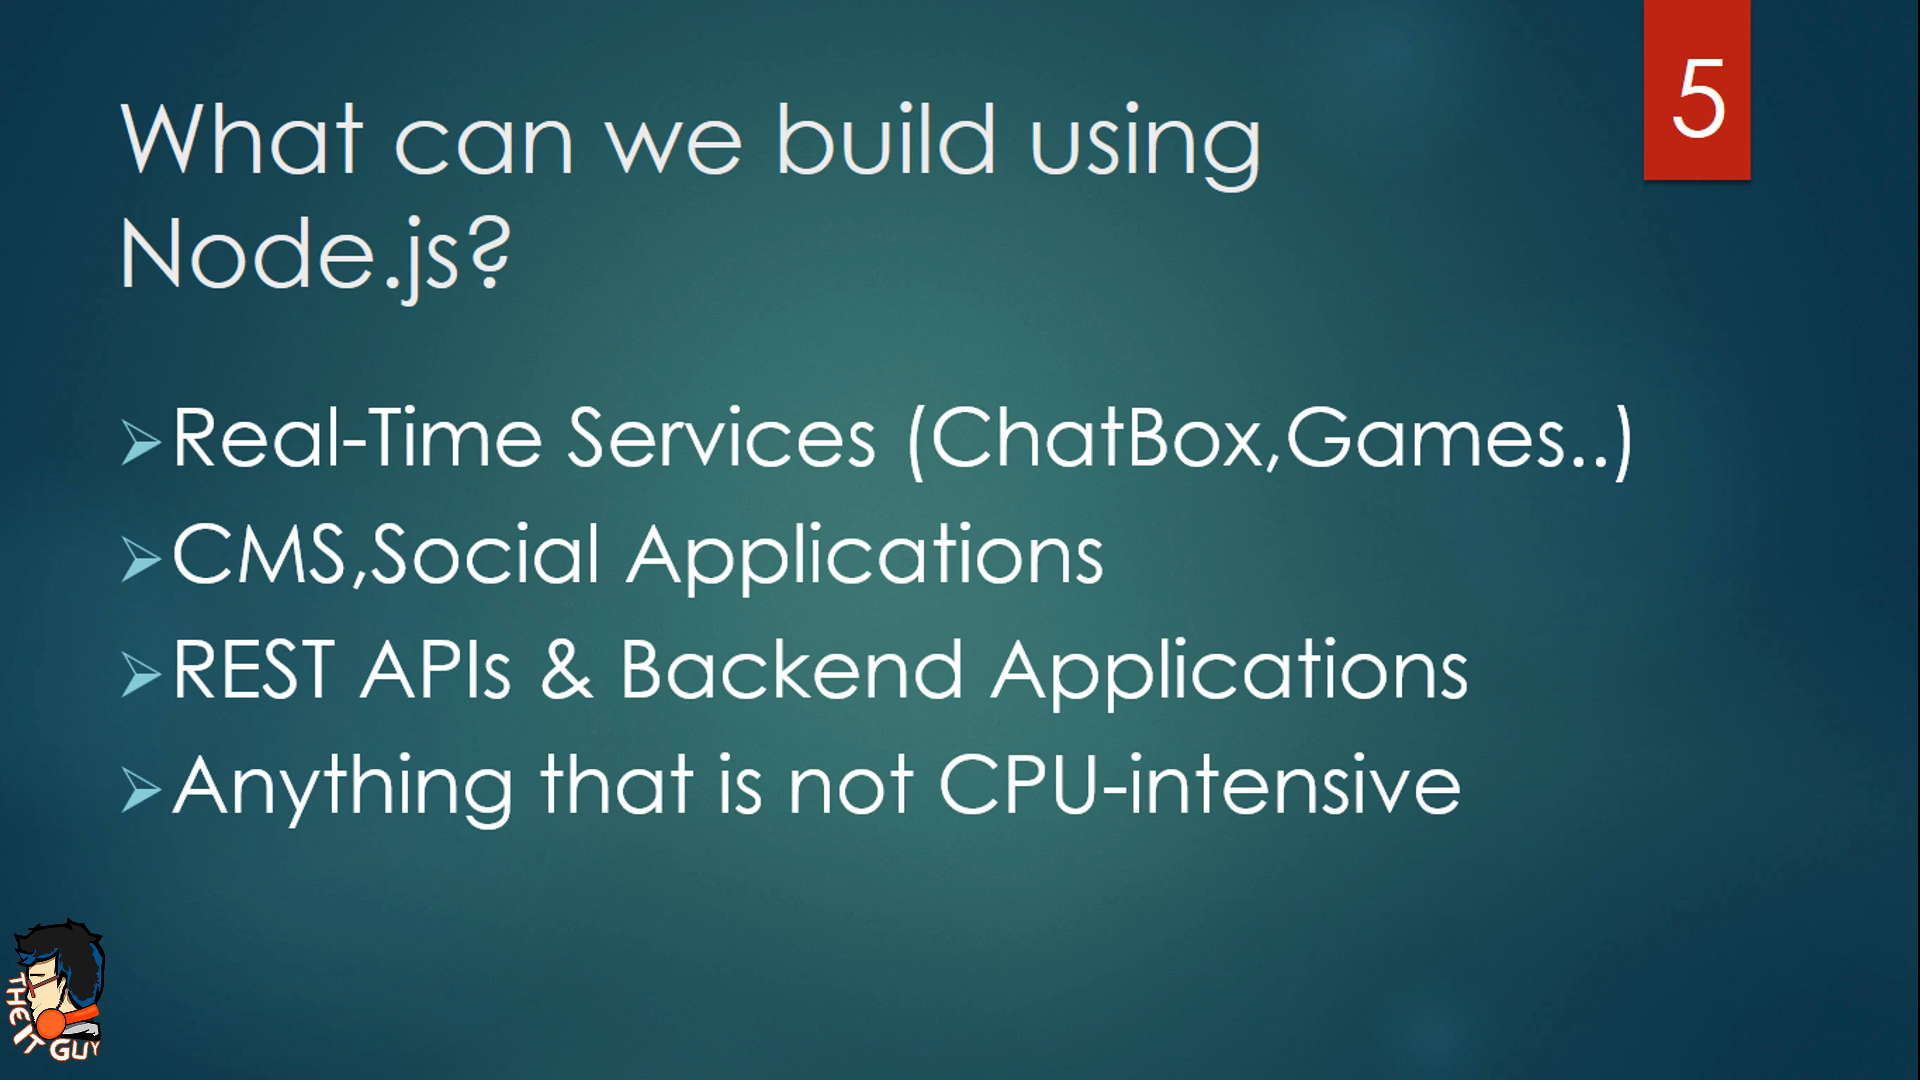 5
What can we build using
Node.js?
Real-Time Services (ChatBox,Games..)
CMS,Social Applications
REST APIs & Backend Applications
Anything that is not CPU-intensive
THE IT GUY